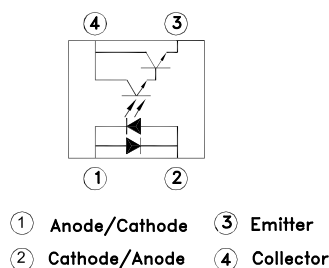 ④ ③
① ②
① Anode/Cathode ③ Emitter
② Cathode/Anode ④ Collector